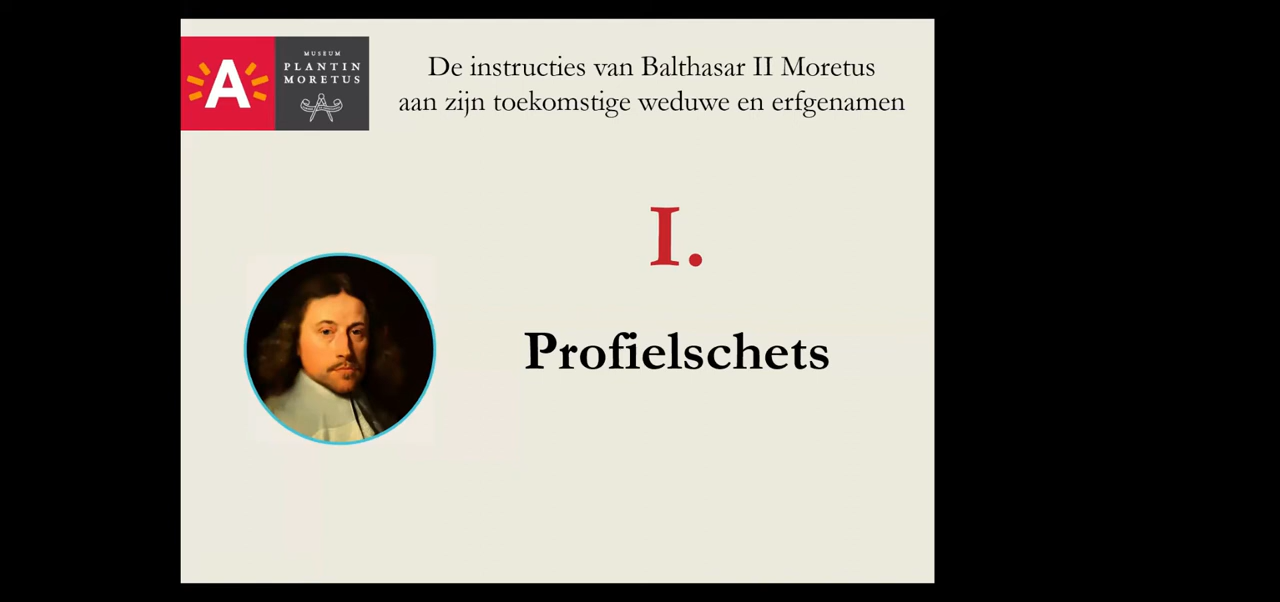 A
MUSEUM
PLANTIN
MORETUS
De instructies van Balthasar II Moretus
aan zijn toekomstige weduwe en erfgenamen
I.
Profielschets